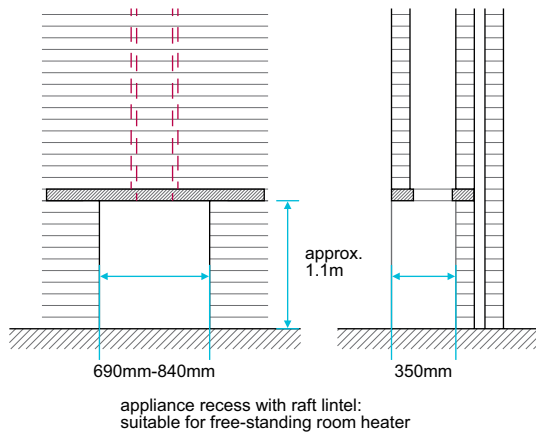 approx.
1.1m
690mm-840mm
350mm
appliance recess with raft lintel:
suitable for free-standing room heater